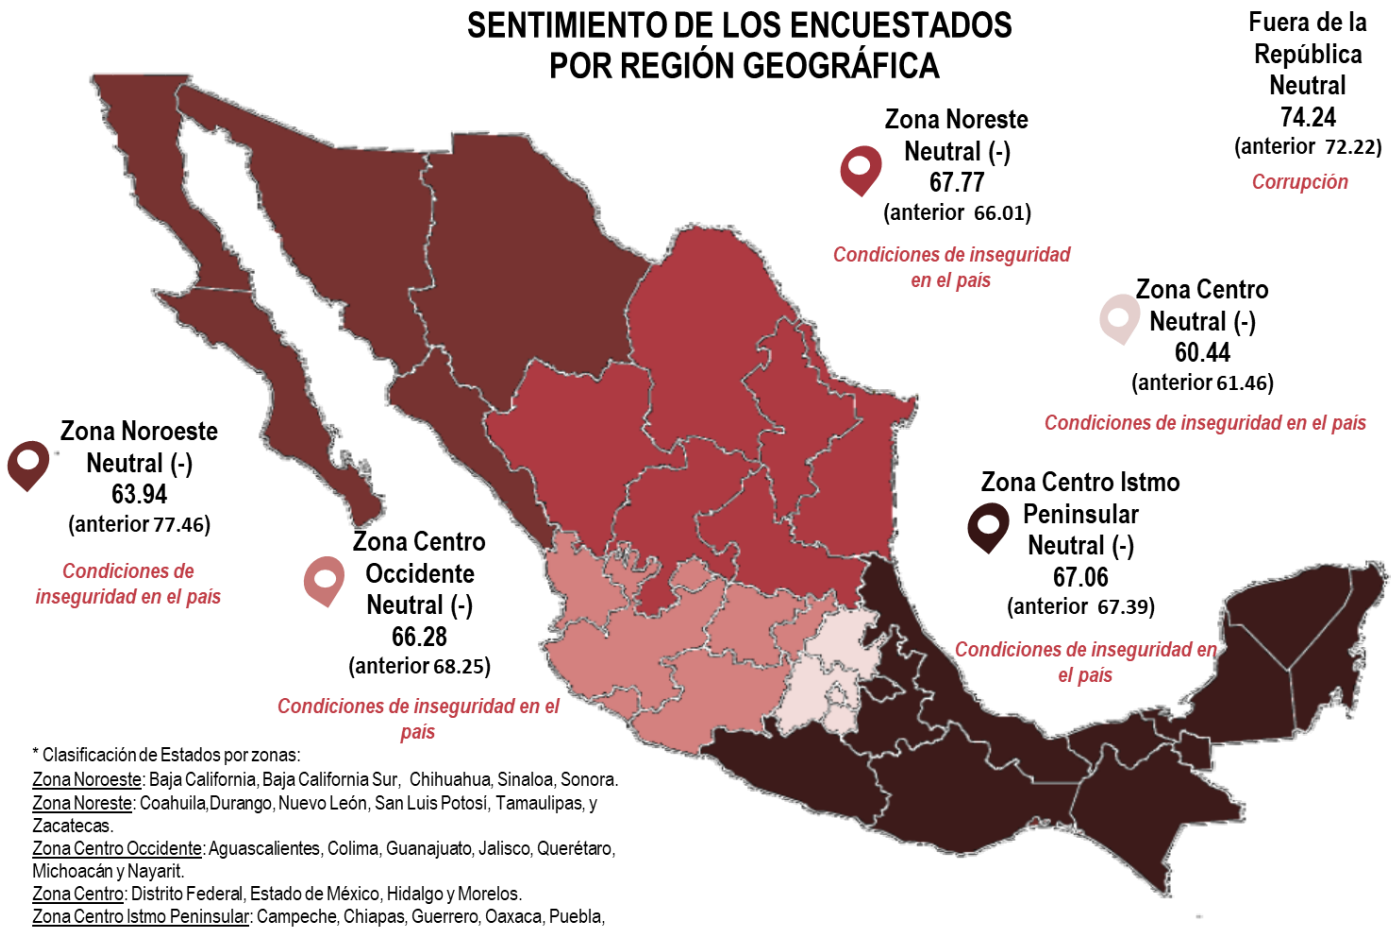 SENTIMIENTO DE LOS ENCUESTADOS
POR REGIÓN GEOGRÁFICA
Fuera de la
República
Neutral
74.24
(anterior 72.22)
Corrupción
Zona Noreste
Neutral (-)
67.77
(anterior 66.01)
Condiciones de inseguridad
en el país
Zona Centro
Neutral (-)
60.44
(anterior 61.46)
Condiciones de inseguridad en el país
Zona Noroeste
Neutral (-)
63.94
(anterior 77.46)
Condiciones de
inseguridad en el país
Zona Centro
Occidente
Neutral (-)
66.28
(anterior 68.25)
Condiciones de inseguridad en el
país
Zona Centro Istmo
Peninsular
Neutral (-)
67.06
(anterior 67.39)
Condiciones de inseguridad en
el país
* Clasificación de Estados por zonas:
Zona Noroeste: Baja California, Baja California Sur, Chihuahua, Sinaloa, Sonora.
Zona Noreste: Coahuila,Durango, Nuevo León, San Luis Potosí, Tamaulipas, y
Zacatecas.
Zona Centro Occidente: Aguascalientes, Colima, Guanajuato, Jalisco, Querétaro,
Michoacán y Nayarit.
Zona Centro: Distrito Federal, Estado de México, Hidalgo y Morelos.
Zona Centro Istmo Peninsular: Campeche, Chiapas, Guerrero, Oaxaca, Puebla,